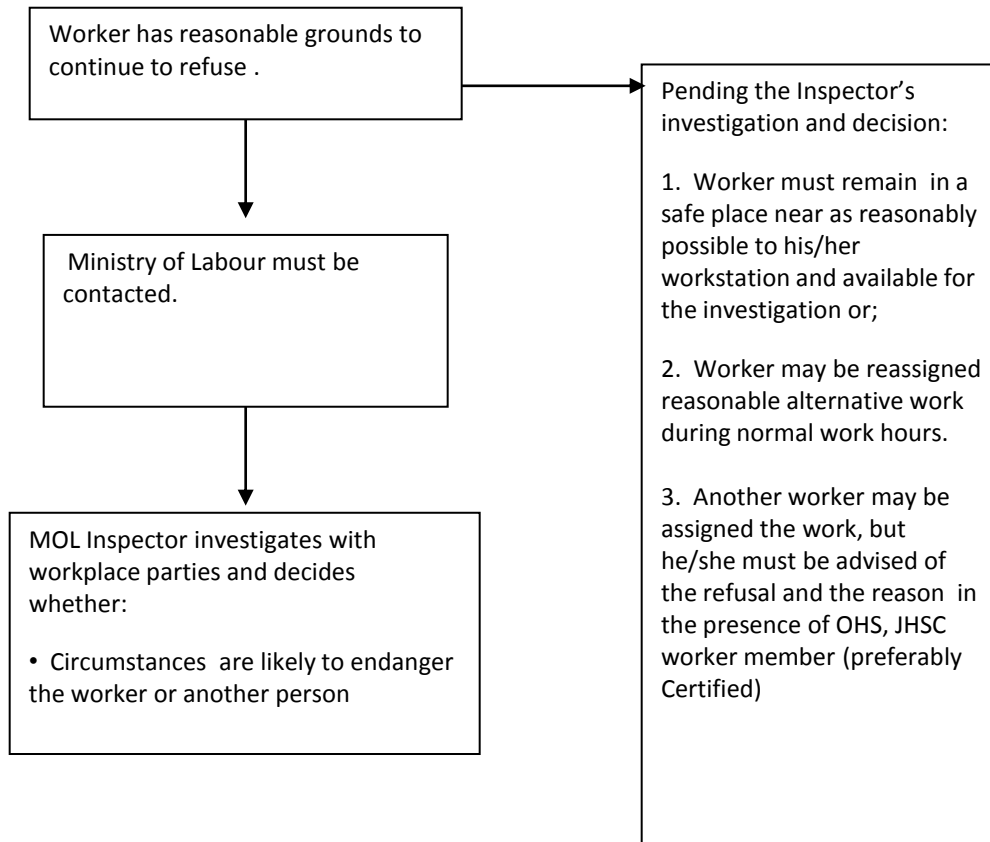 Worker has reasonable grounds to
continue to refuse .
Ministry of Labour must be
contacted.
MOL Inspector investigates with
workplace parties and decides
whether:
• Circumstances are likely to endanger
the worker or another person
Pending the Inspector’s
investigation and decision:
1. Worker must remain in a
safe place near as reasonably
possible to his/her
workstation and available for
the investigation or;
2. Worker may be reassigned
reasonable alternative work
during normal work hours.
3. Another worker may be
assigned the work, but
he/she must be advised of
the refusal and the reason in
the presence of OHS, JHSC
worker member (preferably
Certified)